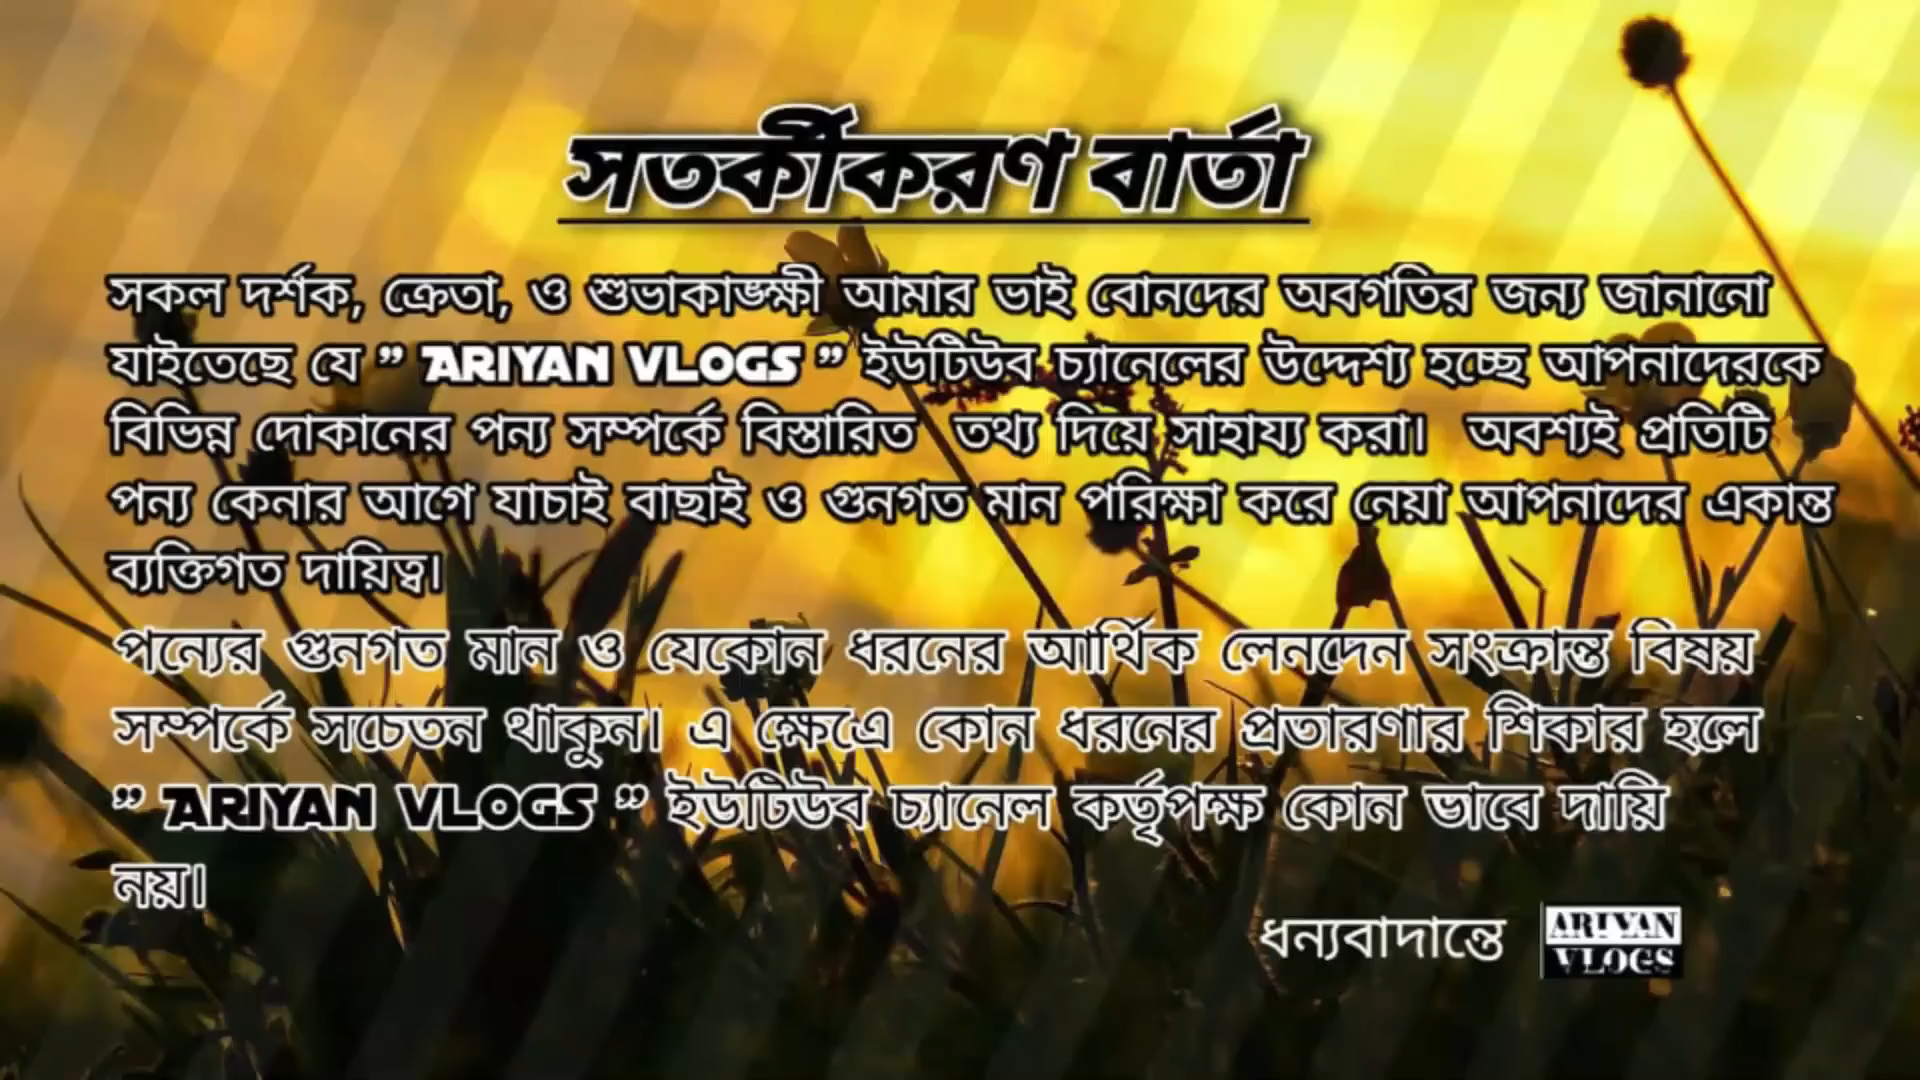 সতর্কীকরণ বার্তা
সকল দর্শক, ক্রেতা, ও শুভাকাঙ্ক্ষী আমার ভাই বোনদের অবগতির জন্য জানানো
যাইতেছে যে ” ARIYAN VLOGS ” ইউটিউব চ্যানেলের উদ্দেশ্য হচ্ছে আপনাদেরকে
বিভিন্ন দোকানের পন্য সম্পর্কে বিস্তারিত তথ্য দিয়ে সাহায্য করা। অবশ্যই প্রতিটি
পন্য কেনার আগে যাচাই বাছাই ও গুনগত মান পরিক্ষা করে নেয়া আপনাদের একান্ত
ব্যক্তিগত দায়িত্ব।
পন্যের গুনগত মান ও যেকোন ধরনের আর্থিক লেনদেন সংক্রান্ত বিষয়
সম্পর্কে সচেতন থাকুন। এ ক্ষেএে কোন ধরনের প্রতারণার শিকার হলে
” ARIYAN VLOGS ” ইউটিউব চ্যানেল কর্তৃপক্ষ কোন ভাবে দায়ি
নয়।
ধন্যবাদান্তে ARIYAN
VLOGS